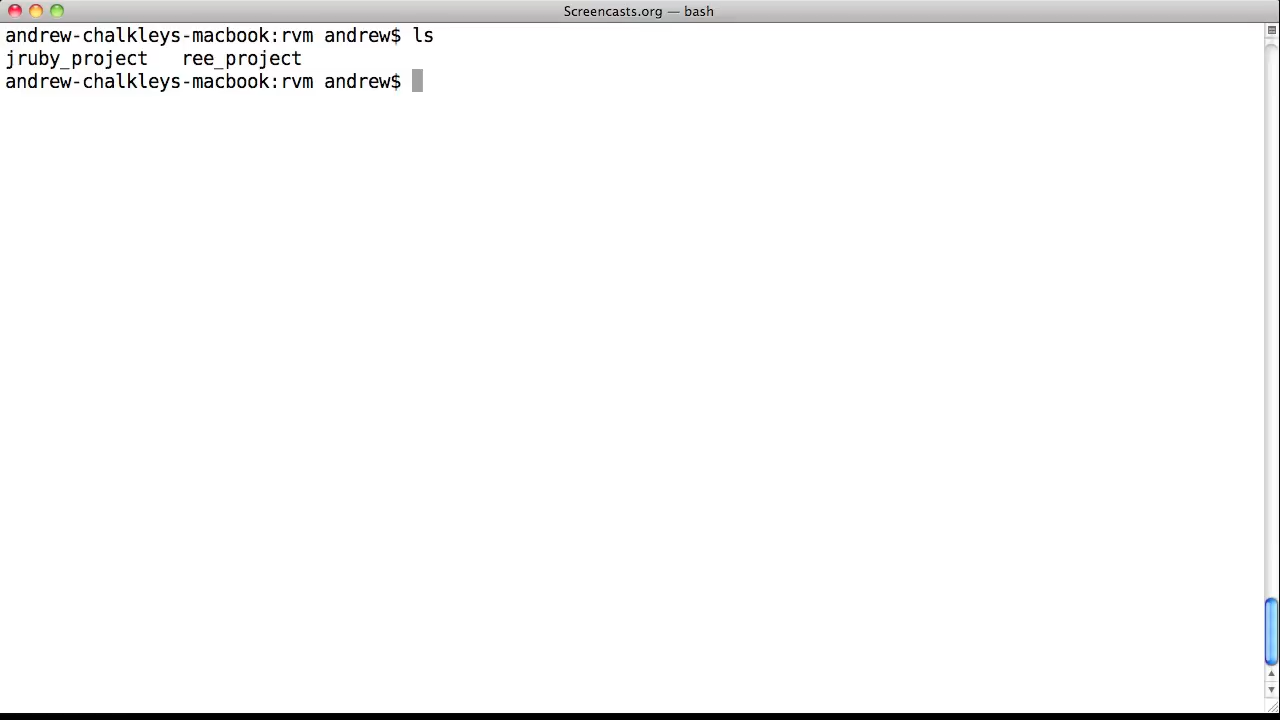 Screencasts.org — bash
andrew-chalkleys-macbook:rvm andrew$ ls
jruby_project   ree_project
andrew-chalkleys-macbook:rvm andrew$